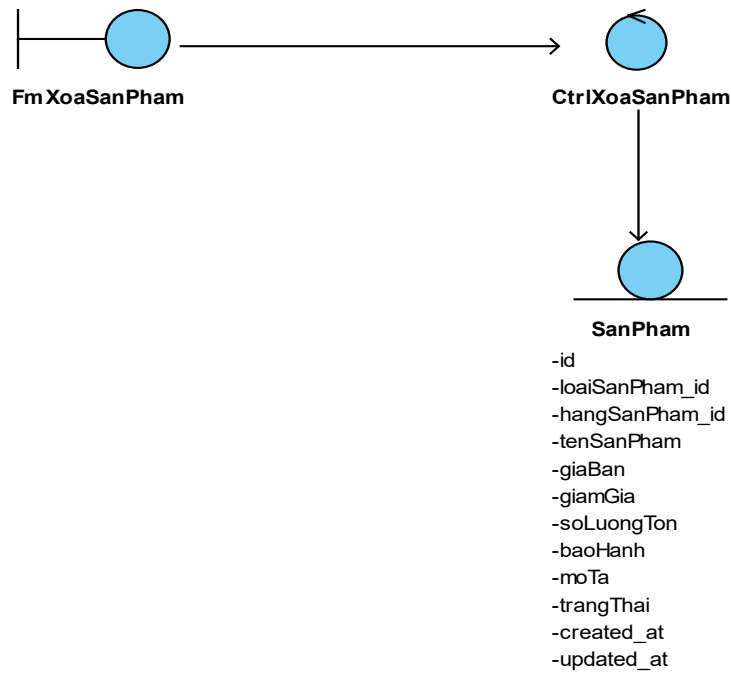 FmXoaSanPham
CtrlXoaSanPham
SanPham
-id
-loaiSanPham_id
-hangSanPham_id
-tenSanPham
-giaBan
-giamGia
-soLuongTon
-baoHanh
-moTa
-trangThai
-created_at
-updated_at